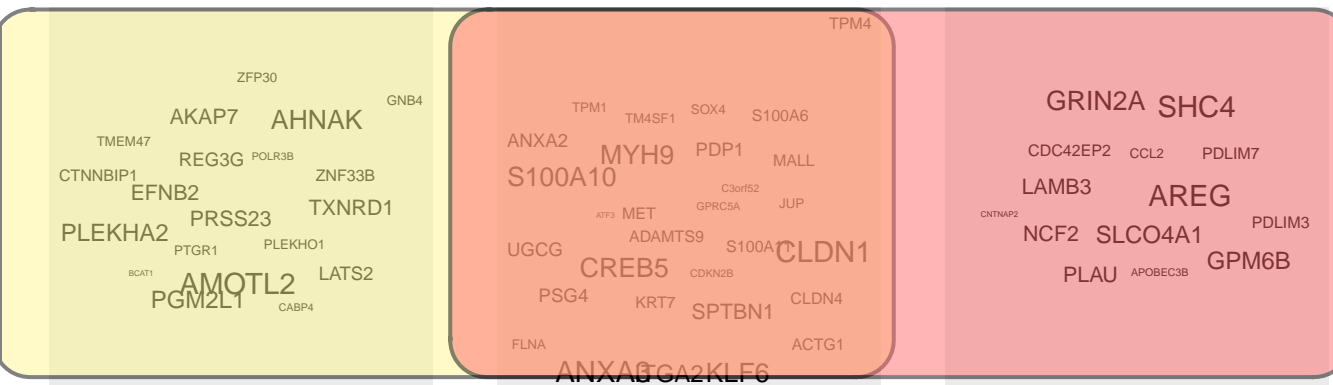 ZFP30
GNB4
AKAP7
AHNAK
TMEM47
REG3G
POLR3B
CTNNBIP1
ZNF33B
EFNB2
TXNRD1
PRSS23
PLEKHA2
PLEKHO1
PTGR1
BCAT1
LATS2
AMOTL2
PGM2L1
CABP4
TPM4
TPM1
SOX4
TM4SF1
S100A6
ANXA2
MYH9
PDP1
MALL
S100A10
C3orf52
JUP
GPRC5A
ATF3
MET
ADAMTS9
UGCG
S100A11
CLDN1
CREB5
CDKN2B
PSG4
KRT7
CLDN4
SPTBN1
FLNA
ACTG1
ANXA3
ITGA2
KLF6
GRIN2A
SHC4
CDC42EP2
CCL2
PDLIM7
LAMB3
AREG
CNTNAP2
PDLIM3
NCF2
SLCO4A1
GPM6B
PLAU
APOBEC3B